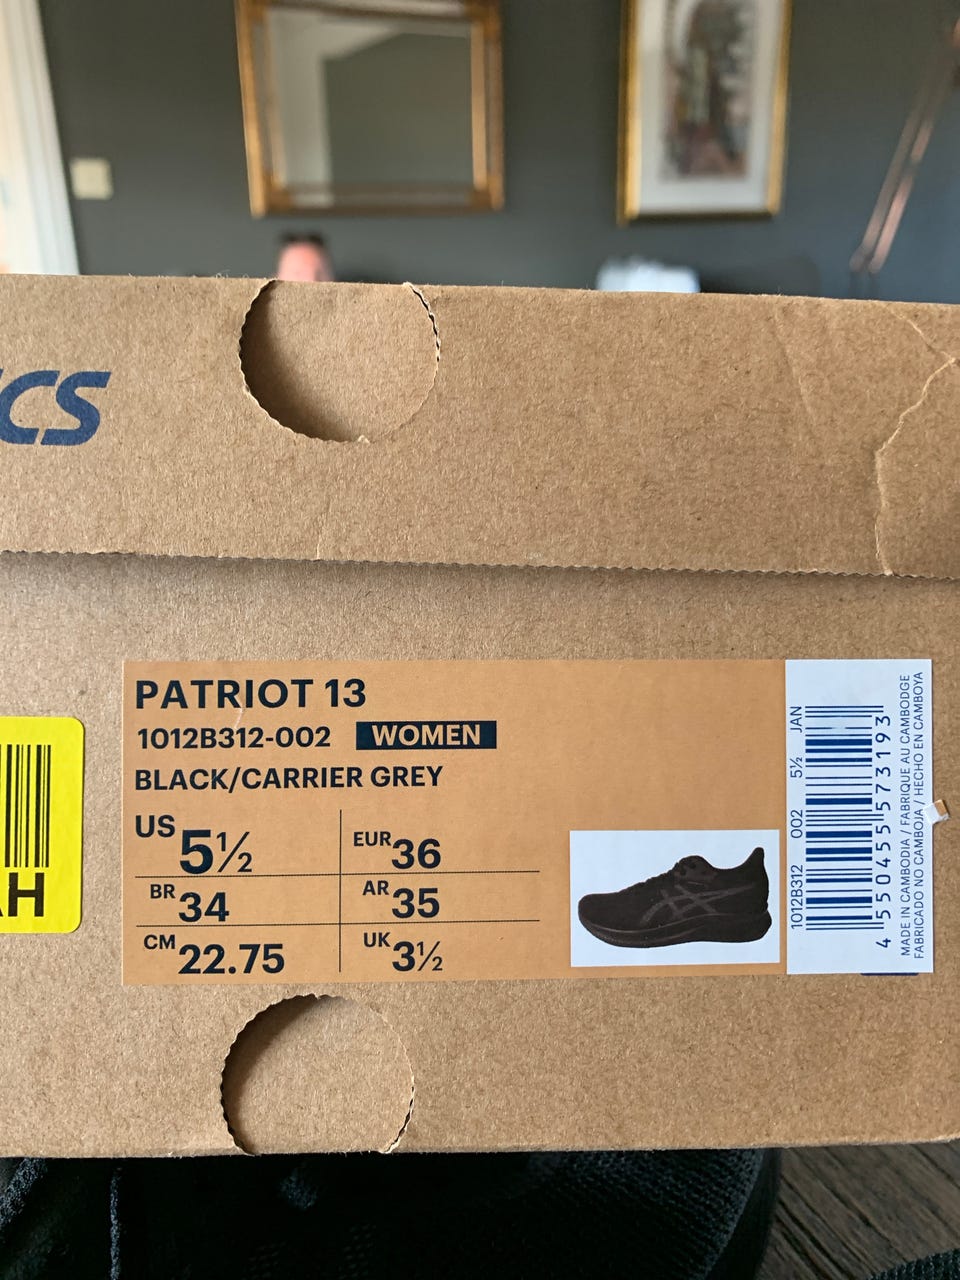 CS
PATRIOT 13
1012B312-002 WOMEN
BLACK/CARRIER GREY
US 5½
EUR 36
BR 34
AR 35
CM 22.75
UK 3½
1012B312 002 5½ JAN
4 550455 573193
MADE IN CAMBODIA / FABRIQUE AU CAMBODGE
FABRICADO NO CAMBOJA / HECHO EN CAMBOYA
H